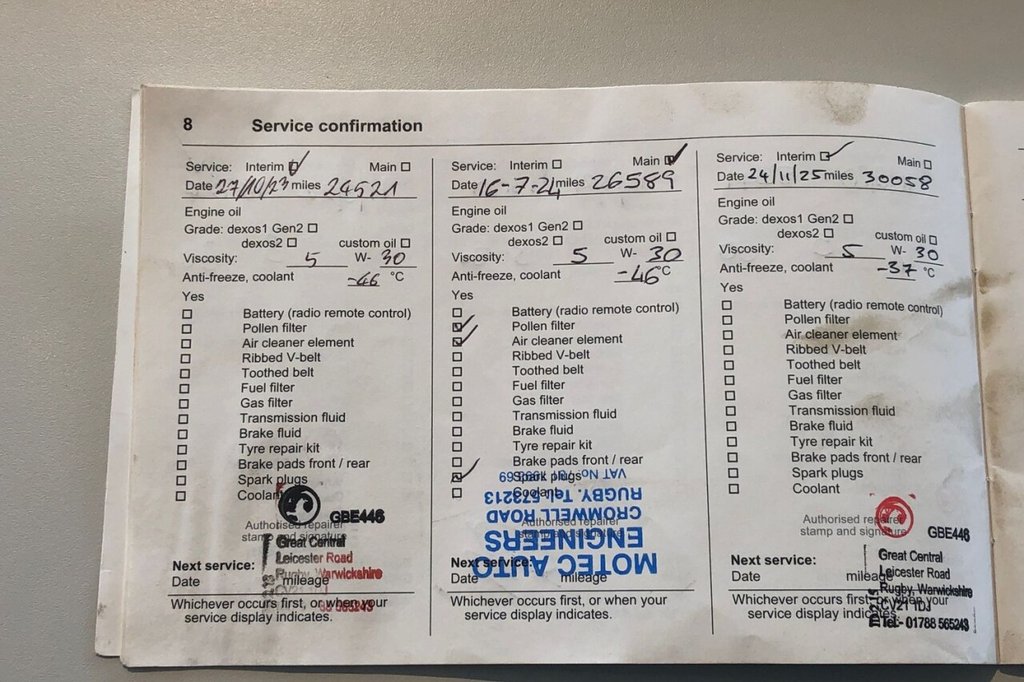 8 Service confirmation
Service: Interim ☑ Main ☐
Date 27/10/23 miles 24921
Engine oil
Grade: dexos1 Gen2 ☐
dexos2 ☐ custom oil ☐
Viscosity: 5 W- 30
Anti-freeze, coolant -46 °C
Yes
☐ Battery (radio remote control)
☐ Pollen filter
☐ Air cleaner element
☐ Ribbed V-belt
☐ Toothed belt
☐ Fuel filter
☐ Gas filter
☐ Transmission fluid
☐ Brake fluid
☐ Tyre repair kit
☐ Brake pads front / rear
☐ Spark plugs
☐ Coolant
Authorised repairer
stamp and signature
GBE446
Great Central
Leicester Road
Rugby, Warwickshire
Next service:
Date mileage
Whichever occurs first, or when your
service display indicates.
Service: Interim ☐ Main ☑
Date 16-7-24 miles 26589
Engine oil
Grade: dexos1 Gen2 ☐
dexos2 ☐ custom oil ☐
Viscosity: 5 W- 30
Anti-freeze, coolant -46°C
Yes
☐ Battery (radio remote control)
☑ Pollen filter
☑ Air cleaner element
☐ Ribbed V-belt
☐ Toothed belt
☐ Fuel filter
☐ Gas filter
☐ Transmission fluid
☐ Brake fluid
☐ Tyre repair kit
☐ Brake pads front / rear
☑ Spark plugs
☐ Coolant
Authorised repairer
stamp and signature
MOTEC AUTO
ENGINEERS
CROMWELL ROAD
RUGBY. Tel. 573213
VAT No.
Next service:
Date mileage
Whichever occurs first, or when your
service display indicates.
Service: Interim ☑ Main ☐
Date 24/11/25 miles 30058
Engine oil
Grade: dexos1 Gen2 ☐
dexos2 ☐ custom oil ☐
Viscosity: 5 W- 30
Anti-freeze, coolant -37 °C
Yes
☐ Battery (radio remote control)
☐ Pollen filter
☐ Air cleaner element
☐ Ribbed V-belt
☐ Toothed belt
☐ Fuel filter
☐ Gas filter
☐ Transmission fluid
☐ Brake fluid
☐ Tyre repair kit
☐ Brake pads front / rear
☐ Spark plugs
☐ Coolant
Authorised repairer
stamp and signature
GBE446
Great Central
Leicester Road
Rugby, Warwickshire
CV21 1DJ
Tel:- 01788 565243
Next service:
Date mileage
Whichever occurs first, or when your
service display indicates.